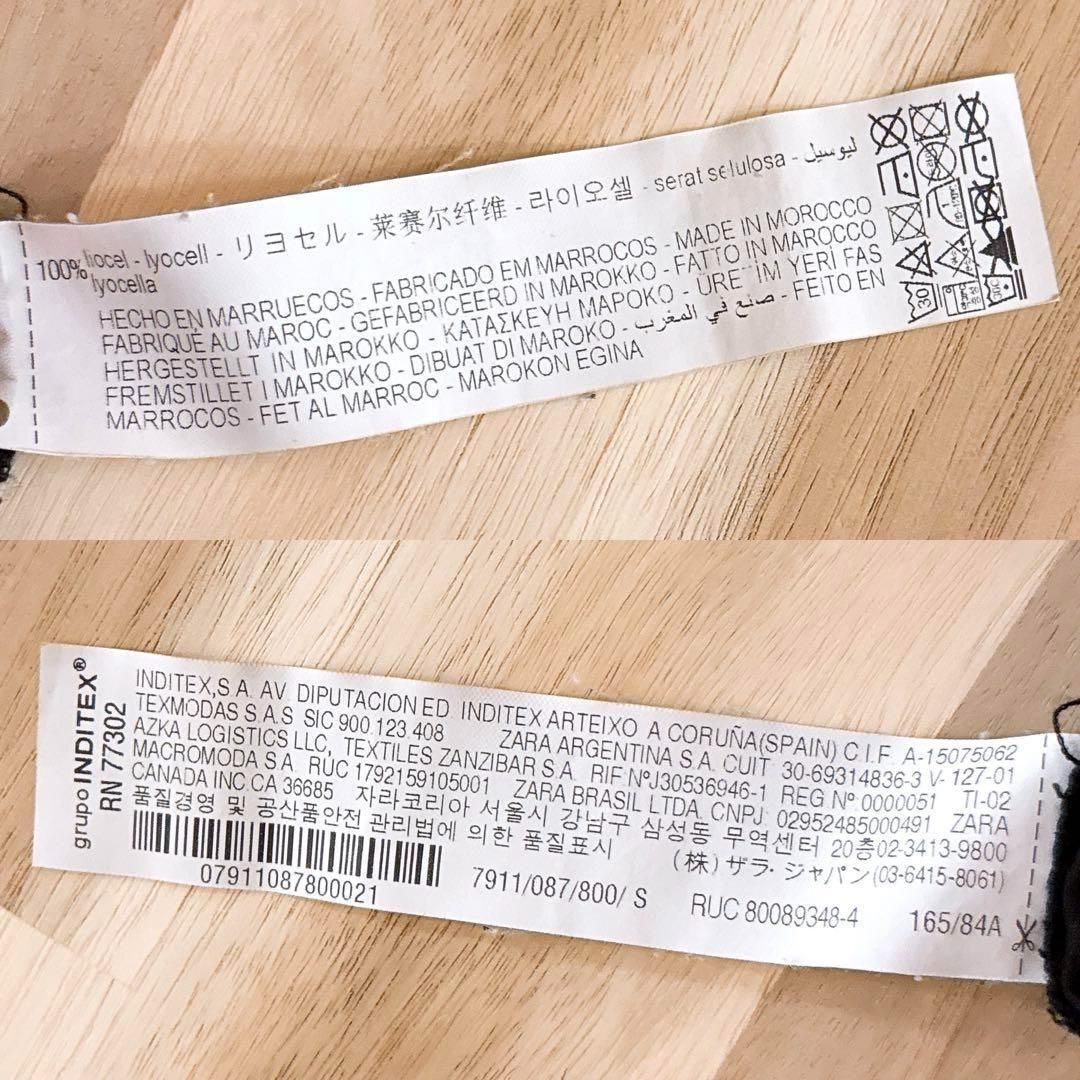 100% liocel - lyocell - リヨセル - 莱赛尔纤维 - 라이오셀 - serat selulosa - ليوسيل
lyocella
HECHO EN MARRUECOS - FABRICADO EM MARROCOS - MADE IN MOROCCO
FABRIQUÉ AU MAROC - GEFABRICEERD IN MAROKKO - FATTO IN MAROCCO
HERGESTELLT IN MAROKKO - ΚΑΤΑΣΚΕΥΗ ΜΑΡΟΚΟ - ÜRETİM YERİ FAS
FREMSTILLET I MAROKKO - DIBUAT DI MAROKO - صنع في المغرب - FEITO EN
MARROCOS - FET AL MARROC - MAROKON EGINA
30
grupo INDITEX®
RN 77302
INDITEX,S.A. AV. DIPUTACION ED. INDITEX ARTEIXO A CORUÑA(SPAIN) C.I.F. A-15075062
TEXMODAS S.A.S. SIC 900.123.408 ZARA ARGENTINA S.A. CUIT 30-69314836-3 V-127-01
AZKA LOGISTICS LLC, TEXTILES ZANZIBAR S.A. RIF:NºJ30536946-1 REG.Nº:0000051 TI-02
MACROMODA S.A. RUC 1792159105001 ZARA BRASIL LTDA. CNPJ: 02952485000491 ZARA
CANADA INC.CA 36685 자라코리아 서울시 강남구 삼성동 무역센터 20층02-3413-9800
품질경영 및 공산품안전 관리법에 의한 품질표시 (株)ザラ・ジャパン(03-6415-8061)
07911087800021
7911/087/800/ S RUC 80089348-4 165/84A